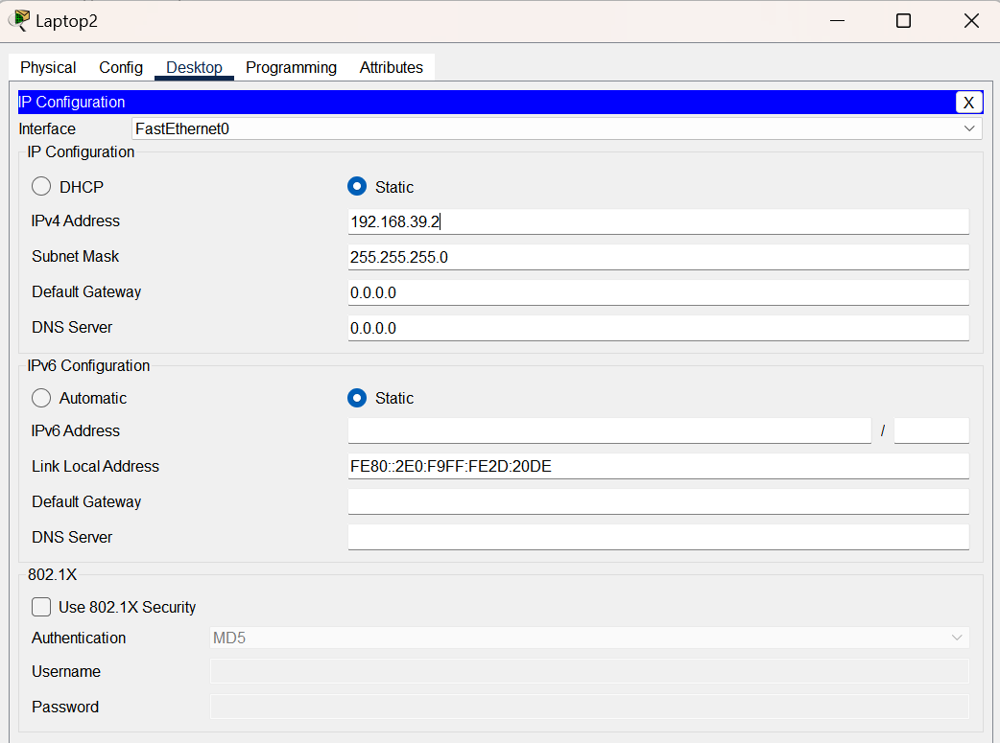 Laptop2
Physical Config Desktop Programming Attributes
IP Configuration X
Interface FastEthernet0
IP Configuration
DHCP Static
IPv4 Address 192.168.39.2
Subnet Mask 255.255.255.0
Default Gateway 0.0.0.0
DNS Server 0.0.0.0
IPv6 Configuration
Automatic Static
IPv6 Address /
Link Local Address FE80::2E0:F9FF:FE2D:20DE
Default Gateway
DNS Server
802.1X
Use 802.1X Security
Authentication MD5
Username
Password